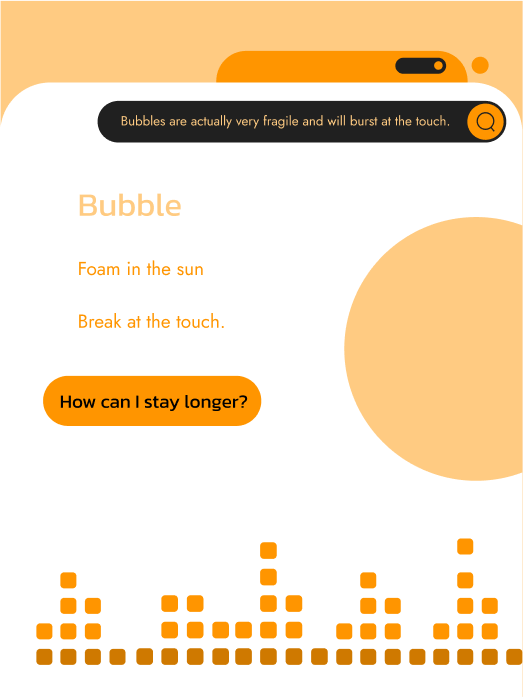 Bubbles are actually very fragile and will burst at the touch.
Bubble
Foam in the sun
Break at the touch.
How can I stay longer?